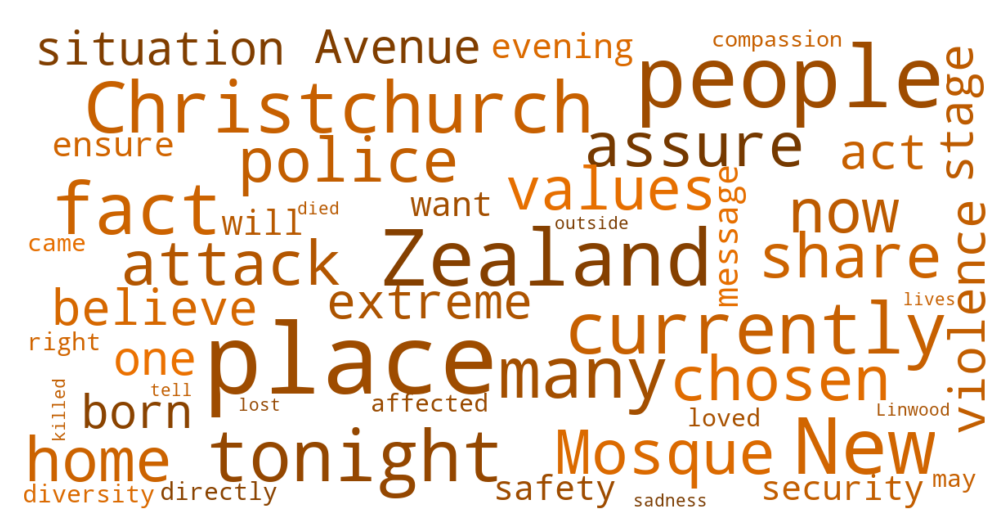 situation
Avenue
evening
compassion
people
Christchurch
stage
ensure
police
assure
act
fact
will
died
want
values
outside
message
now
came
attack
Zealand
share
believe
extreme
currently
lives
violence
right
one
place
many
chosen
tell
killed
born
lost
affected
loved
Linwood
home
tonight
Mosque
New
diversity
directly
safety
sadness
security
may